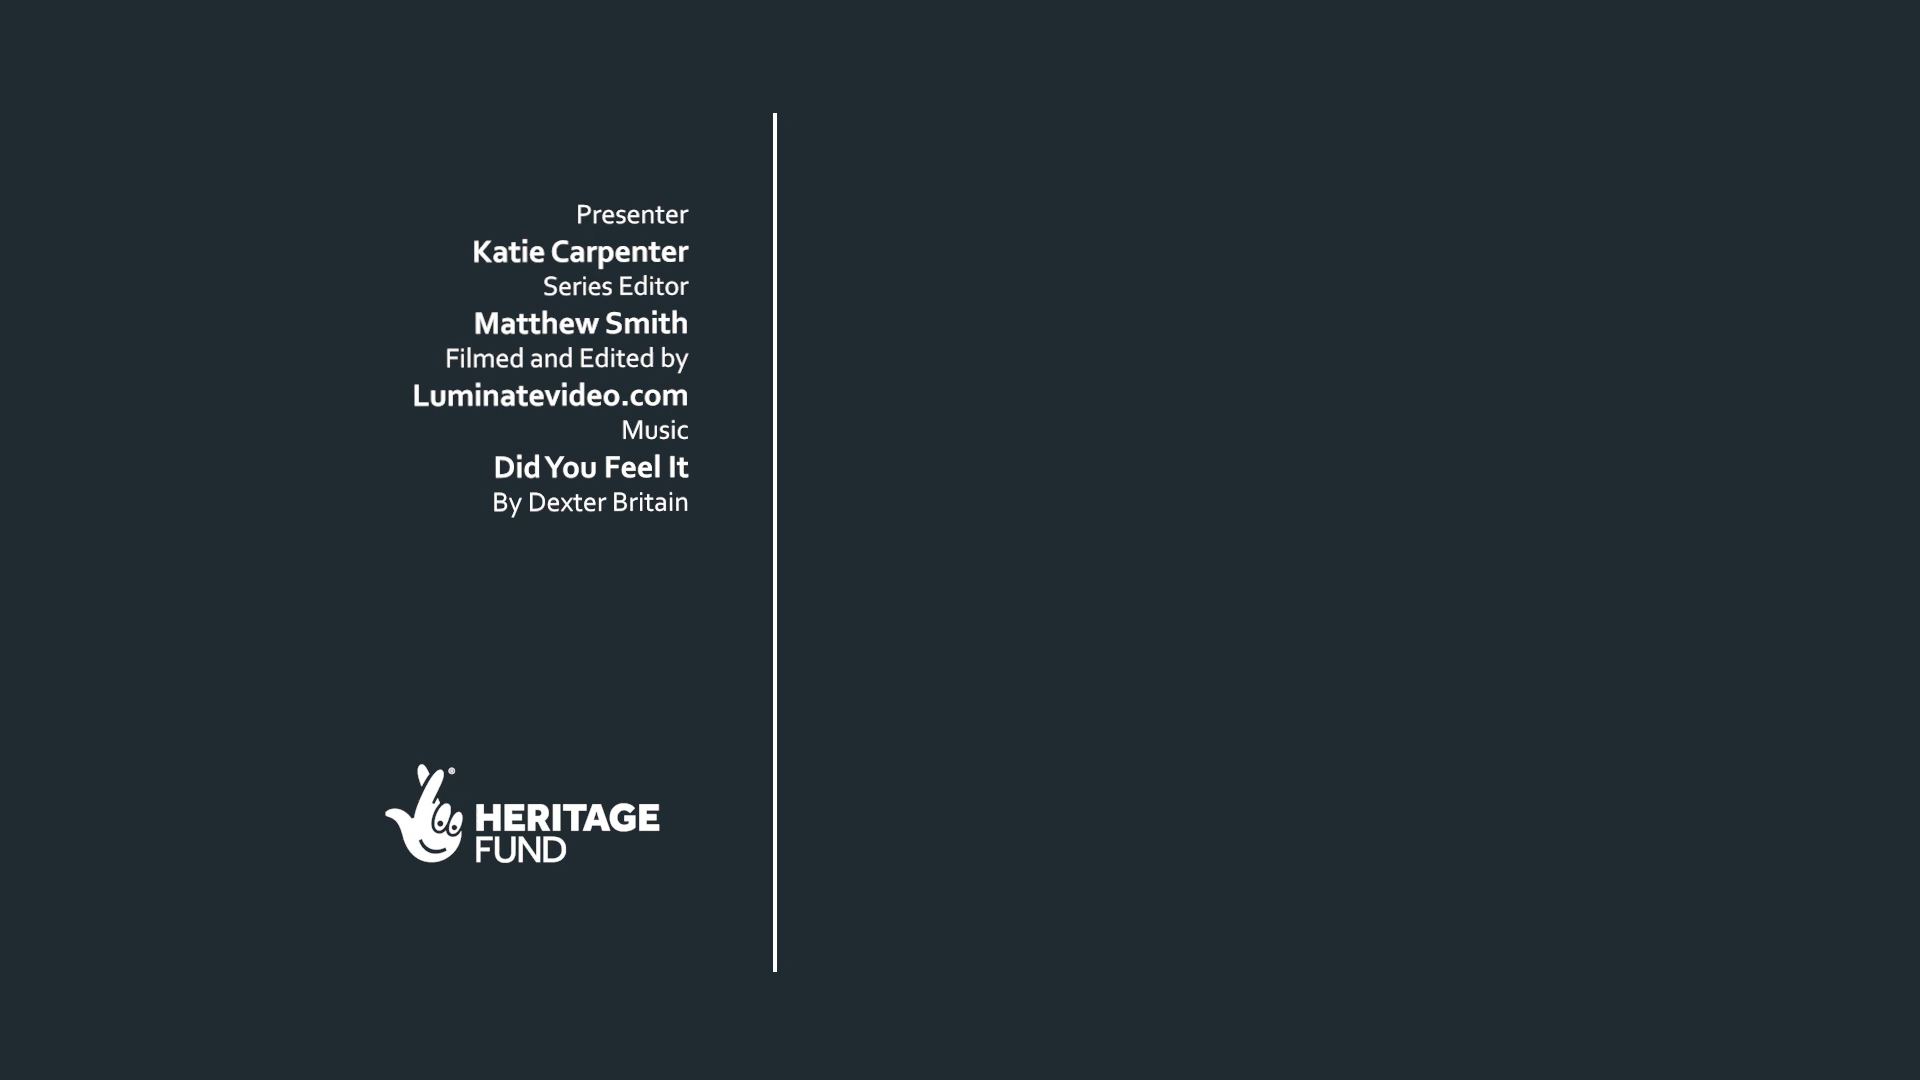 Presenter
Katie Carpenter
Series Editor
Matthew Smith
Filmed and Edited by
Luminatevideo.com
Music
Did You Feel It
By Dexter Britain
HERITAGE
FUND